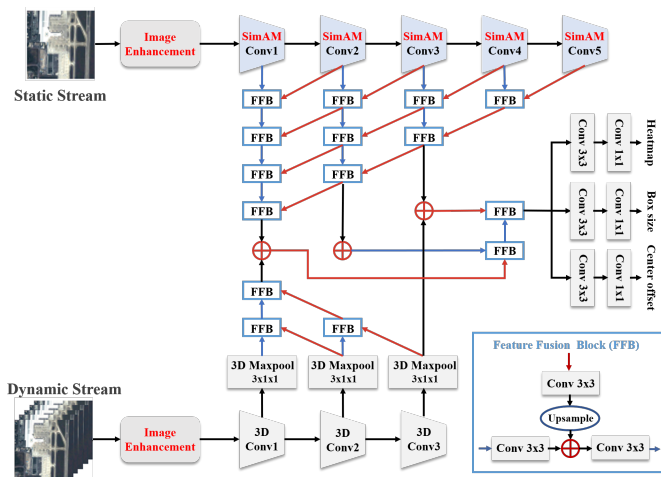 Image
Enhancement
SimAM
Conv1
SimAM
Conv2
SimAM
Conv3
SimAM
Conv4
SimAM
Conv5
Static Stream
FFB
FFB
FFB
FFB
FFB
FFB
FFB
FFB
FFB
FFB
Conv 3x3
Conv 1x1
Heatmap
Conv 3x3
Conv 1x1
Box size
Conv 3x3
Conv 1x1
Center offset
FFB
FFB
FFB
FFB
FFB
3D Maxpool
3x1x1
3D Maxpool
3x1x1
3D Maxpool
3x1x1
Dynamic Stream
Image
Enhancement
3D
Conv1
3D
Conv2
3D
Conv3
Feature Fusion Block (FFB)
Conv 3x3
Upsample
Conv 3x3
Conv 3x3